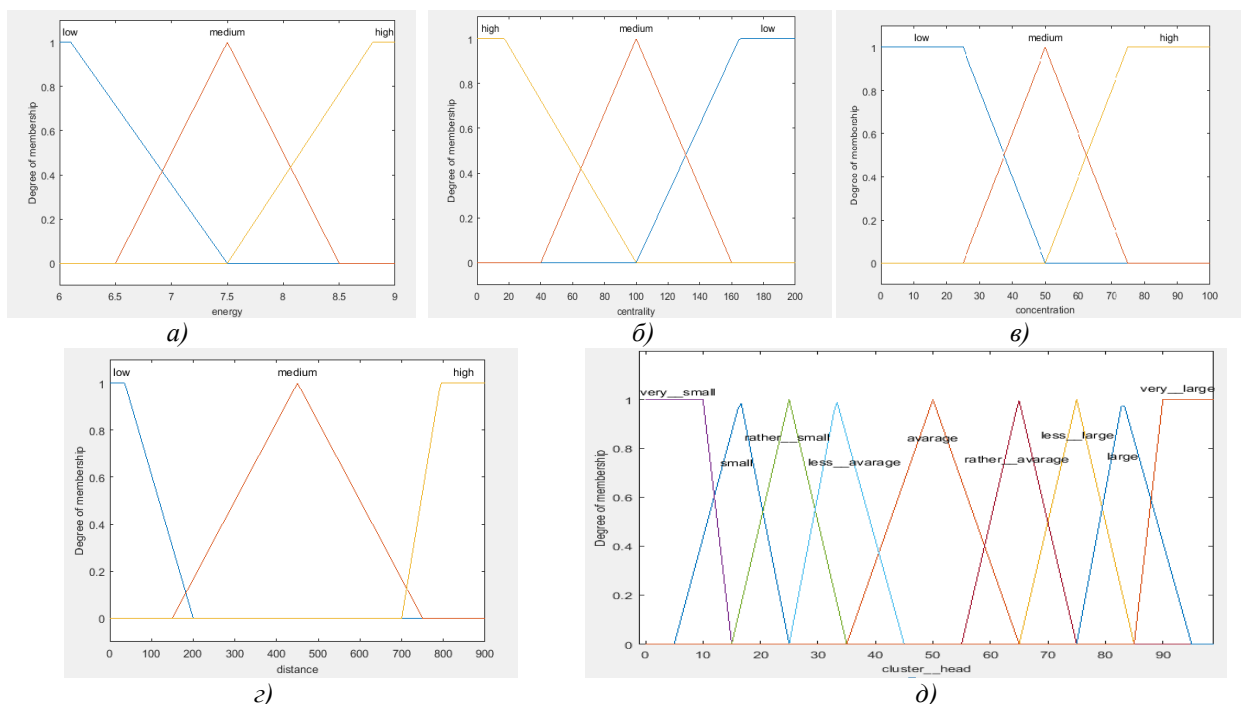 low medium high
Degree of membership
1
0.8
0.6
0.4
0.2
0
6 6.5 7 7.5 8 8.5 9
energy
а)
high medium low
Degree of membership
1
0.8
0.6
0.4
0.2
0
0 20 40 60 80 100 120 140 160 180 200
centrality
б)
low medium high
Degree of membership
1
0.8
0.6
0.4
0.2
0
0 10 20 30 40 50 60 70 80 90 100
concentration
в)
low medium high
Degree of membership
1
0.8
0.6
0.4
0.2
0
0 100 200 300 400 500 600 700 800 900
distance
г)
very__small very__large
rather__small avarage less__large
small less__avarage rather__avarage large
Degree of membership
1
0.8
0.6
0.4
0.2
0
0 10 20 30 40 50 60 70 80 90
cluster__head
д)